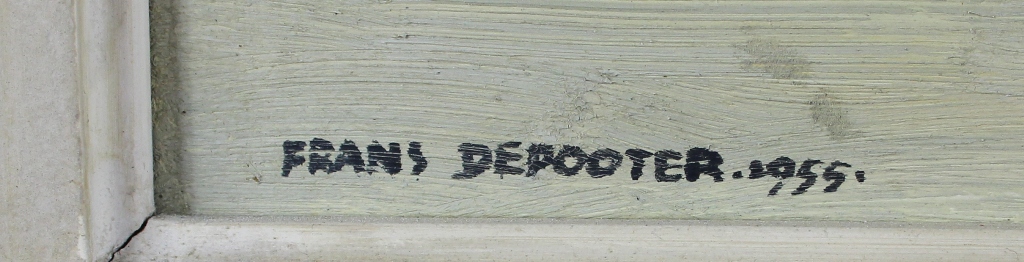 FRANS DEPOOTER. 1955.